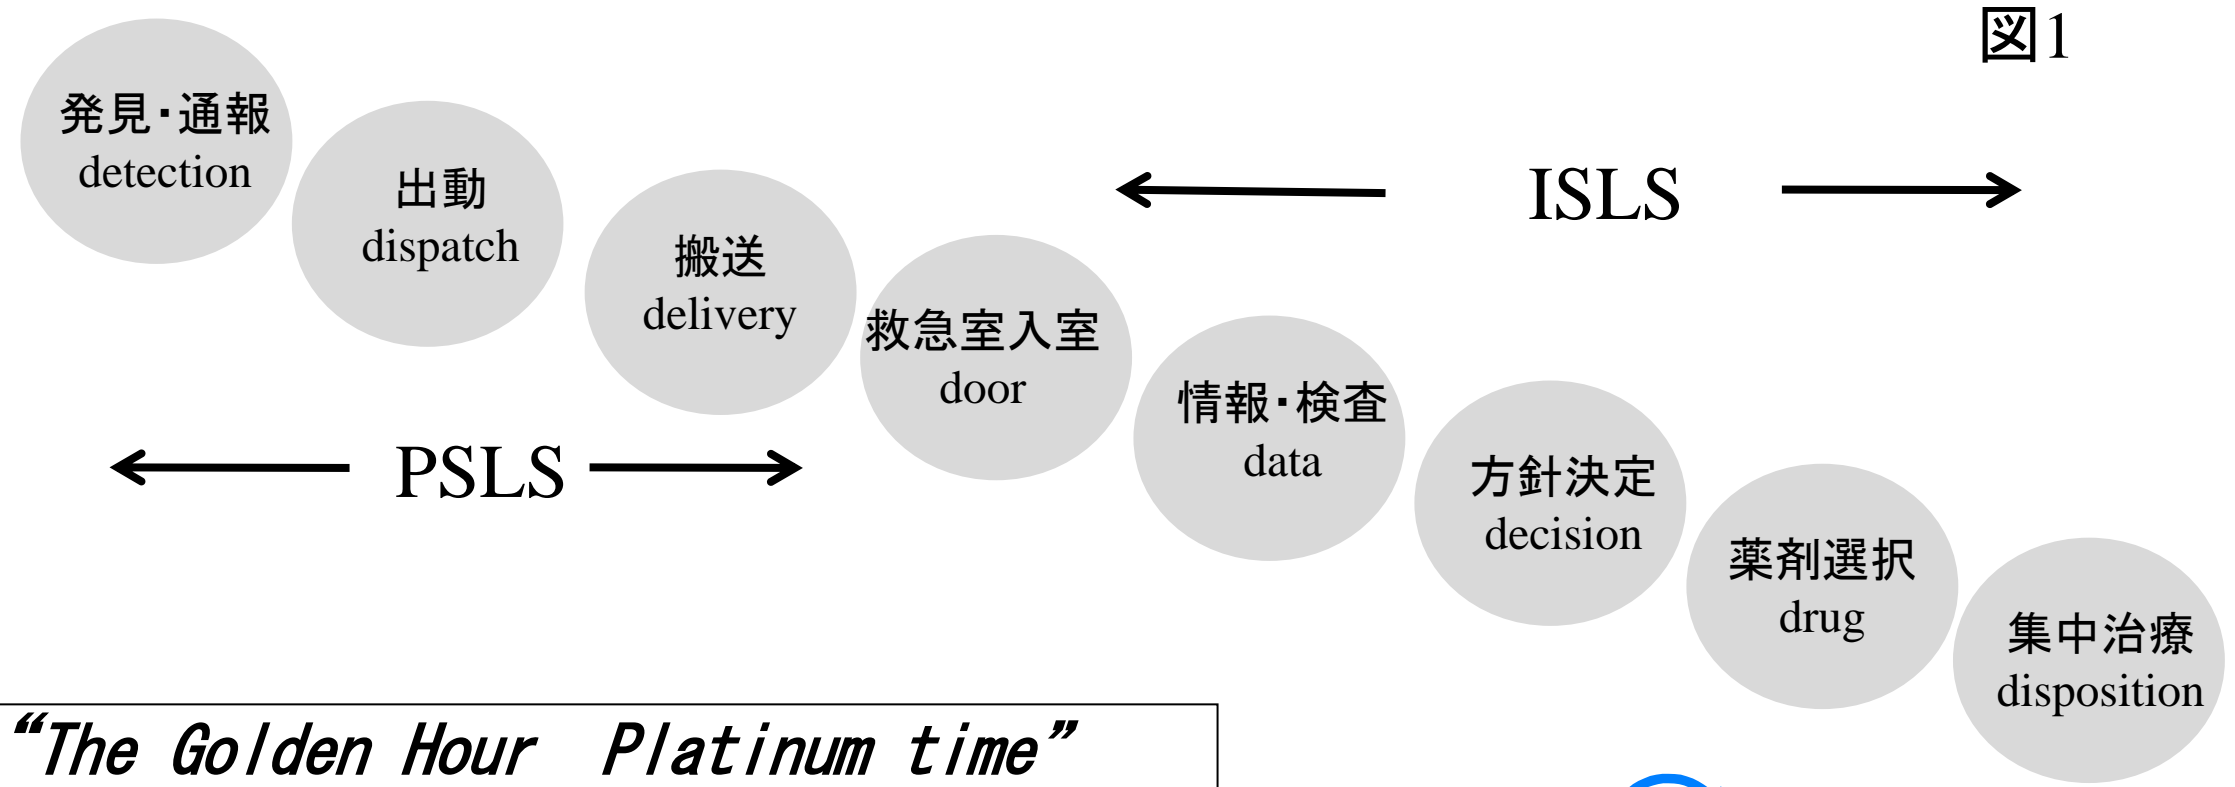 図1
発見・通報
detection
出動
dispatch
搬送
delivery
救急室入室
door
情報・検査
data
方針決定
decision
薬剤選択
drug
集中治療
disposition
ISLS
PSLS
“The Golden Hour　Platinum time”